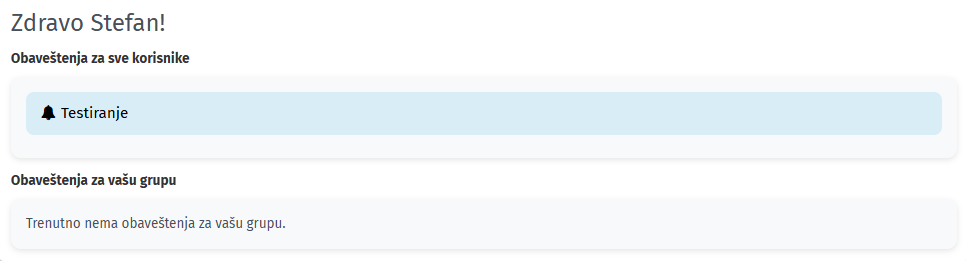 Zdravo Stefan!
Obaveštenja za sve korisnike
Testiranje
Obaveštenja za vašu grupu
Trenutno nema obaveštenja za vašu grupu.